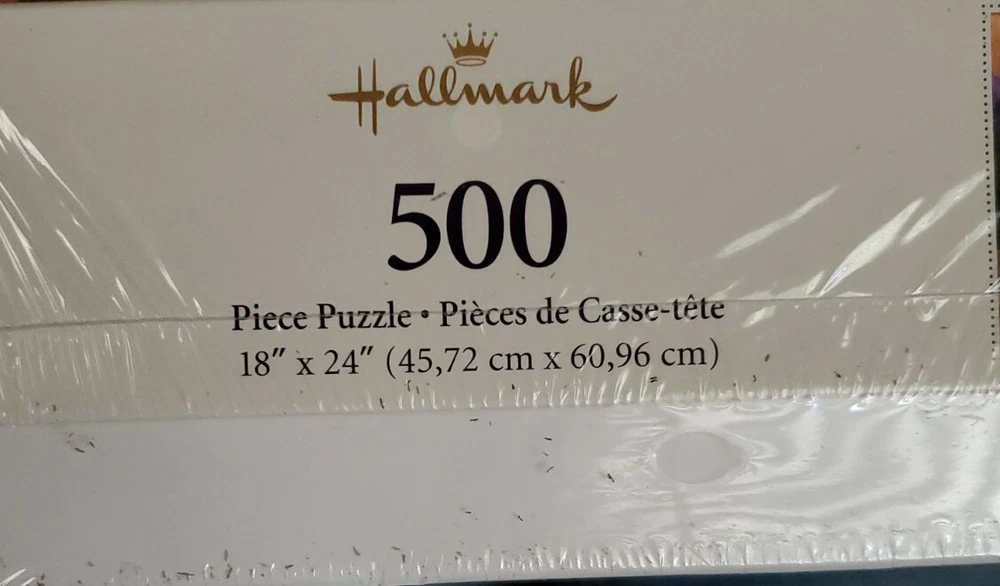 Hallmark
500
Piece Puzzle • Pièces de Casse-tête
18" x 24" (45,72 cm x 60,96 cm)